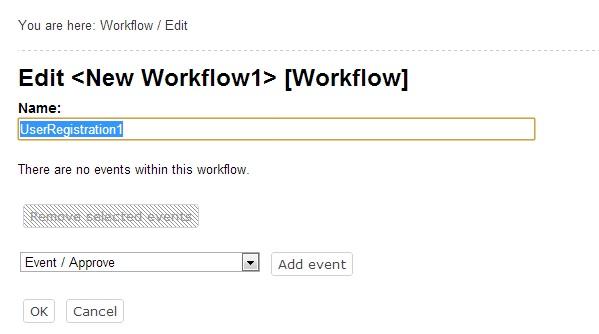 You are here: Workflow / Edit
Edit <New Workflow1> [Workflow]
Name:
UserRegistration1
There are no events within this workflow.
Remove selected events
Event / Approve
Add event
OK
Cancel